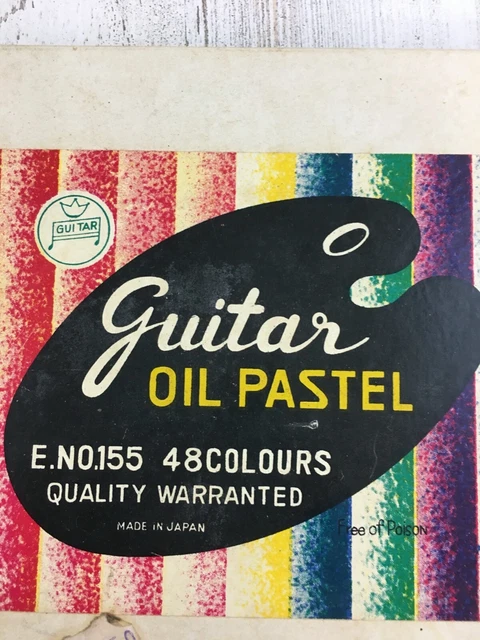 GUITAR
Guitar
OIL PASTEL
E.NO.155 48COLOURS
QUALITY WARRANTED
MADE IN JAPAN
Free of Poison